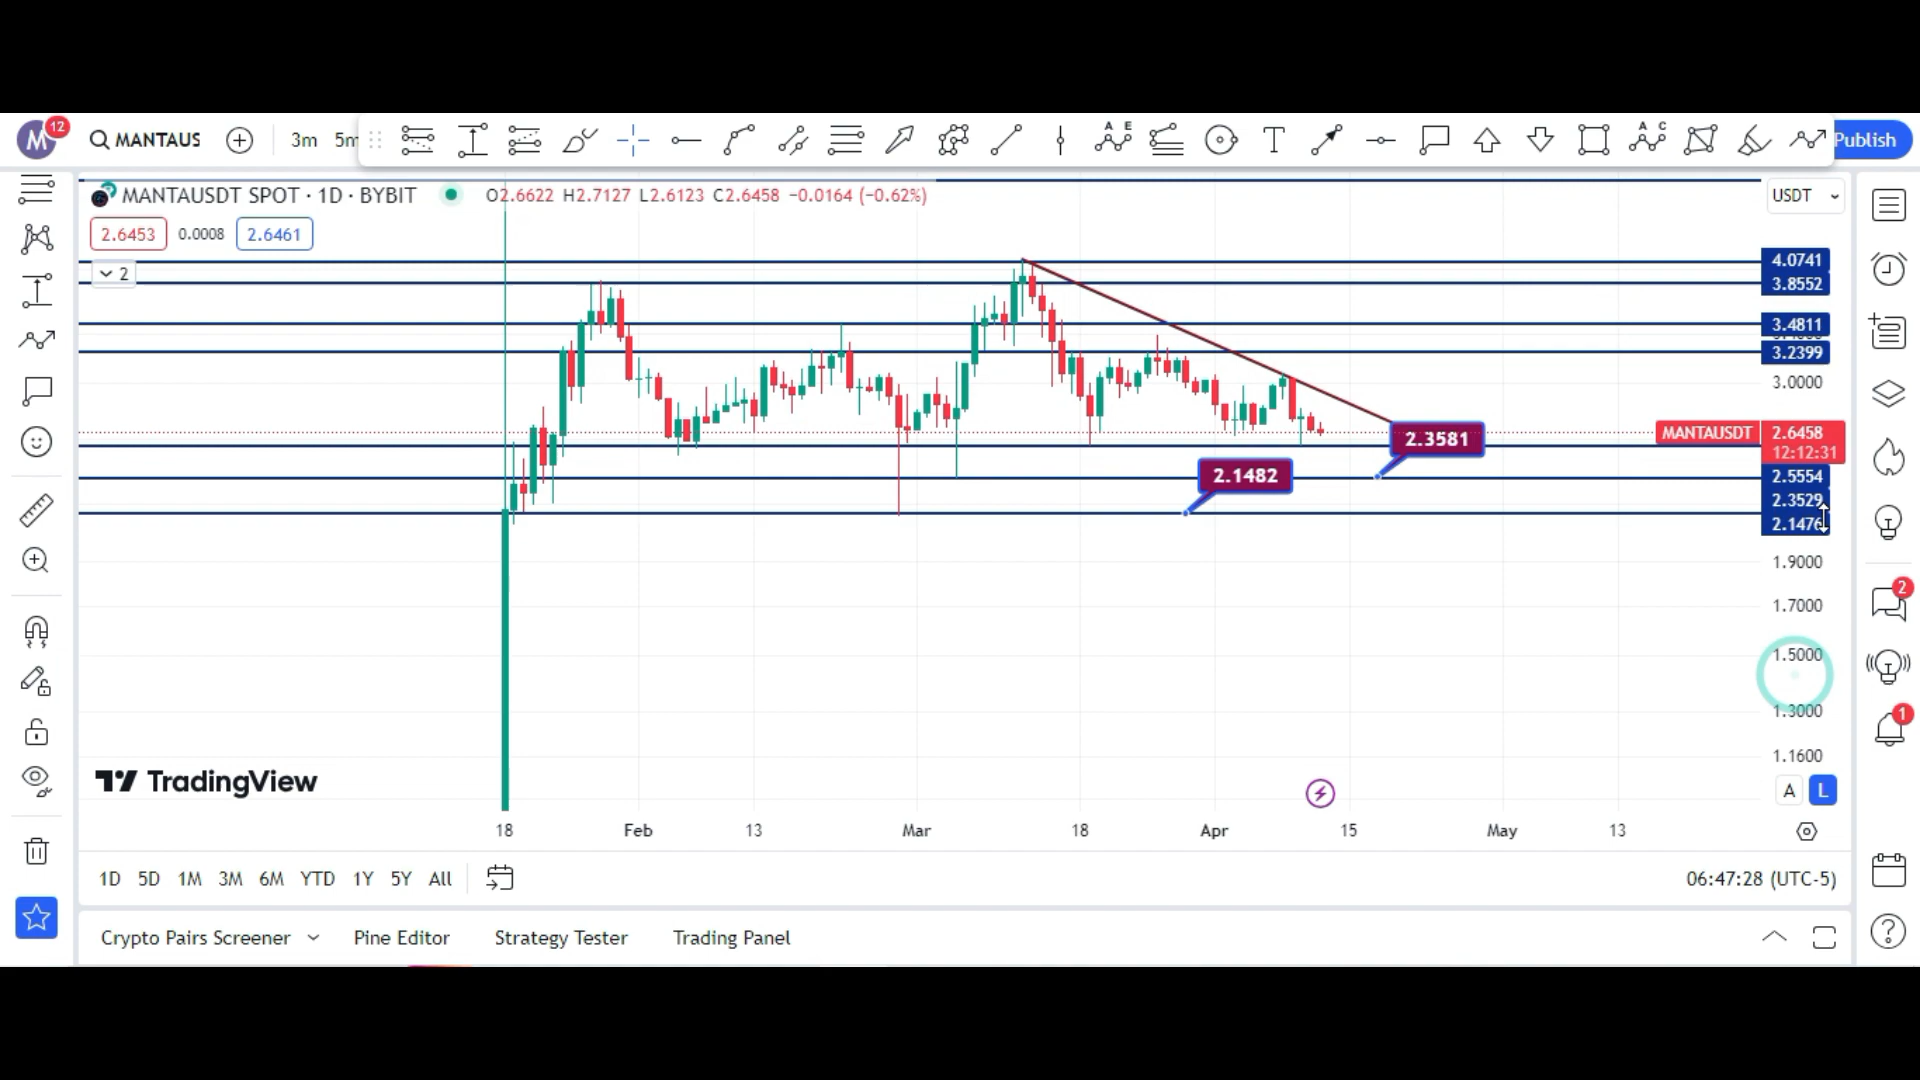 M 12 MANTAUS 3m 5m A E A C Publish
MANTAUSDT SPOT · 1D · BYBIT O2.6622 H2.7127 L2.6123 C2.6458 −0.0164 (−0.62%) USDT
2.6453 0.0008 2.6461
2
4.0741
3.8552
3.4811
3.2399
3.0000
MANTAUSDT 2.6458
12:12:31
2.3581
2.1482
2.5554
2.3529
2.1476
1.9000
2
1.7000
1.5000
1.3000
1
1.1600
TradingView
A L
18 Feb 13 Mar 18 Apr 15 May 13
1D 5D 1M 3M 6M YTD 1Y 5Y All 06:47:28 (UTC-5)
Crypto Pairs Screener Pine Editor Strategy Tester Trading Panel